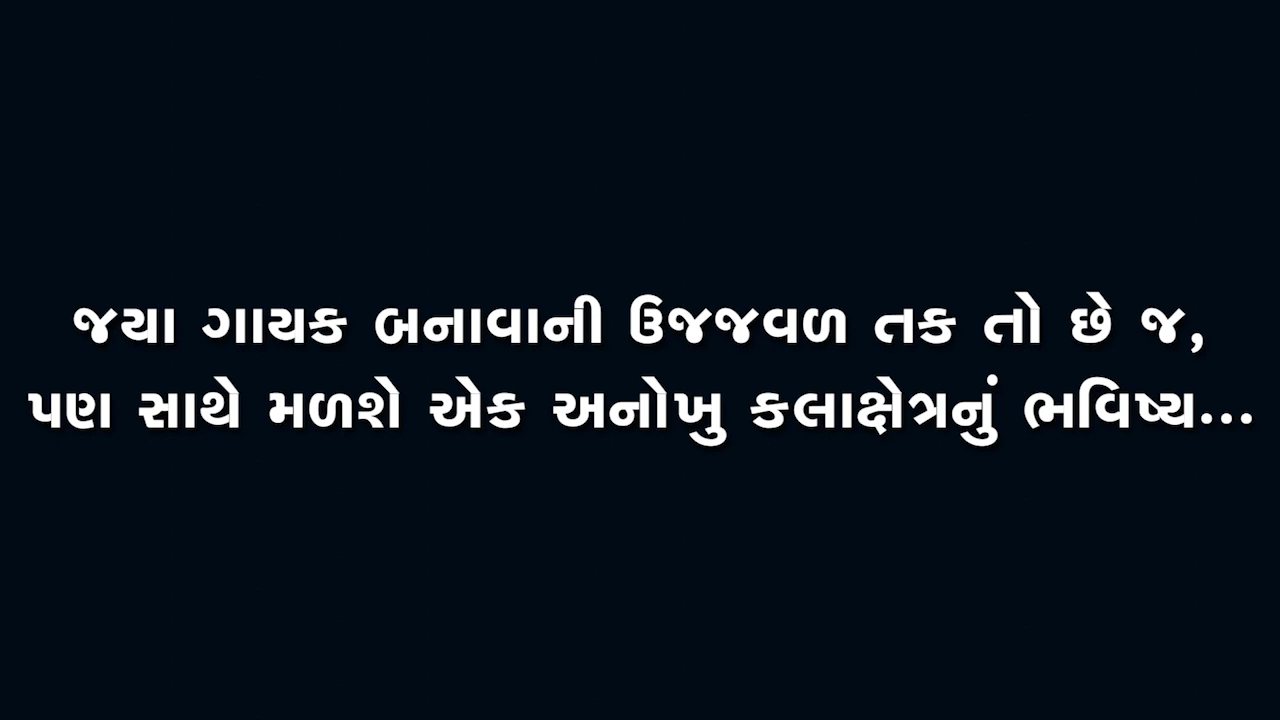 જયા ગાયક બનાવાની ઉજજવળ તક તો છે જ,
પણ સાથે મળશે એક અનોખુ કલાક્ષેત્રનું ભવિષ્ય...